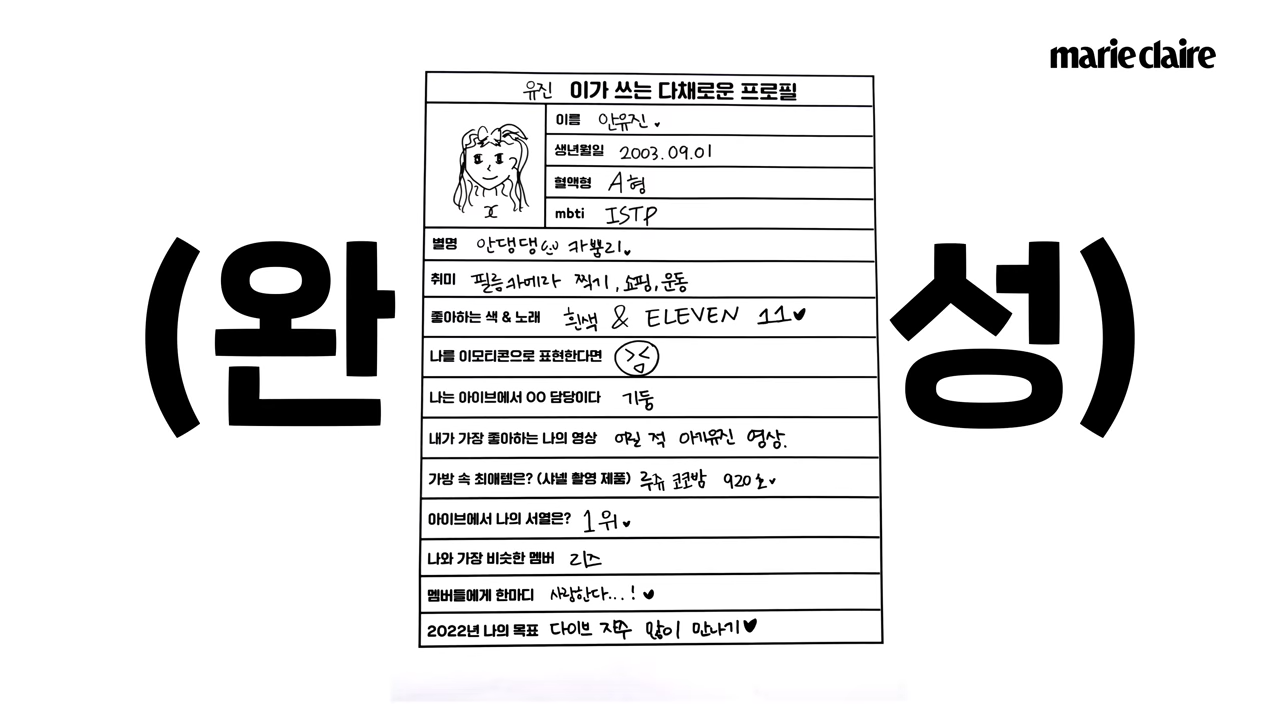 marie claire
유진 이가 쓰는 다채로운 프로필
이름 안유진
생년월일 2003.09.01
혈액형 A형
mbti ISTP
별명 안댕댕 카뿜리
취미 필름카메라 찍기, 쇼핑, 운동
좋아하는 색 & 노래 흰색 & ELEVEN 11♥
나를 이모티콘으로 표현한다면 >ㅅ<
나는 아이브에서 OO 담당이다 기둥
내가 가장 좋아하는 나의 영상 어릴 적 아기유진 영상.
가방 속 최애템은? (샤넬 촬영 제품) 루쥬 코코밤 920호♥
아이브에서 나의 서열은? 1위♥
나와 가장 비슷한 멤버 리즈
멤버들에게 한마디 사랑한다...! ♥
2022년 나의 목표 다이브 자주 많이 만나기♥
(완성)